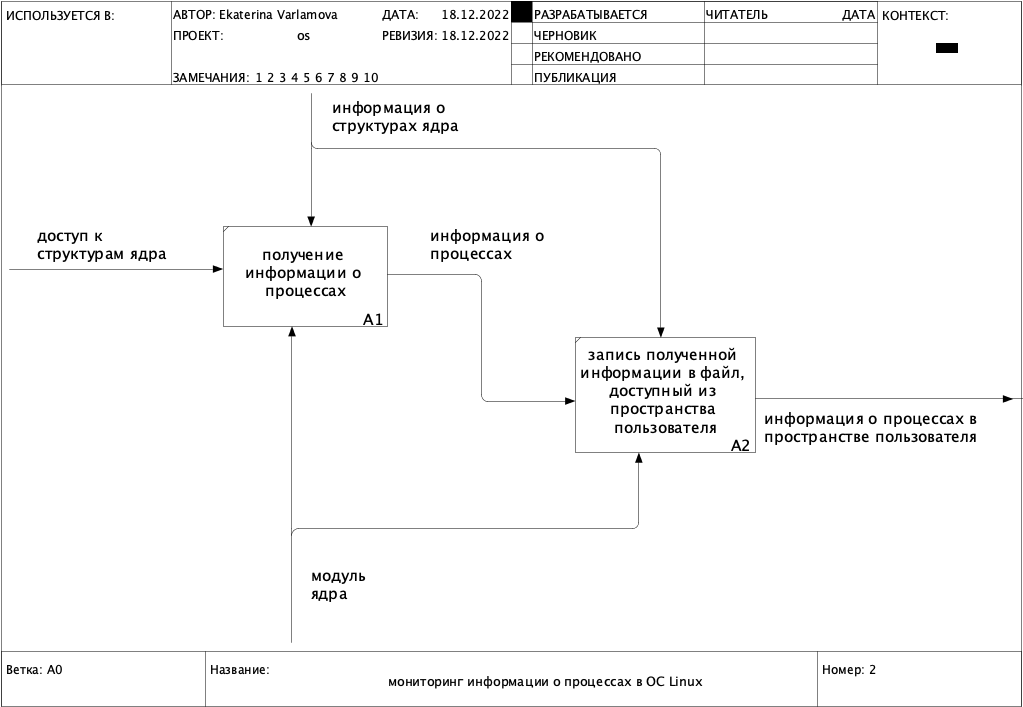 ИСПОЛЬЗУЕТСЯ В:
АВТОР: Ekaterina Varlamova
ДАТА: 18.12.2022
ПРОЕКТ: os
РЕВИЗИЯ: 18.12.2022
ЗАМЕЧАНИЯ: 1 2 3 4 5 6 7 8 9 10
РАЗРАБАТЫВАЕТСЯ
ЧЕРНОВИК
РЕКОМЕНДОВАНО
ПУБЛИКАЦИЯ
ЧИТАТЕЛЬ
ДАТА
КОНТЕКСТ:
информация о
структурах ядра
доступ к
структурам ядра
получение
информации о
процессах
A1
информация о
процессах
запись полученной
информации в файл,
доступный из
пространства
пользователя
A2
информация о процессах в
пространстве пользователя
модуль
ядра
Ветка: A0
Название:
мониторинг информации о процессах в ОС Linux
Номер: 2